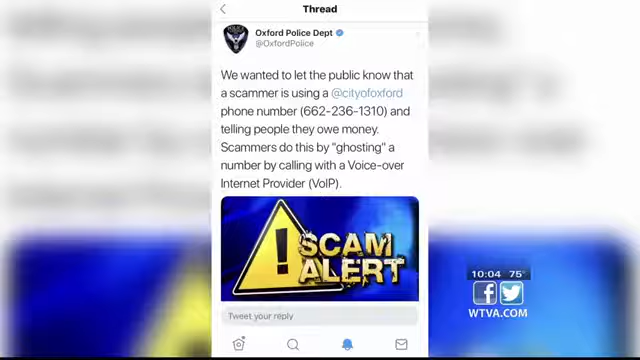 Thread
Oxford Police Dept
@OxfordPolice
We wanted to let the public know that
a scammer is using a @cityofoxford
phone number (662-236-1310) and
telling people they owe money.
Scammers do this by "ghosting" a
number by calling with a Voice-over
Internet Provider (VoIP).
SCAM
ALERT
Tweet your reply
10:04 75°
WTVA.COM